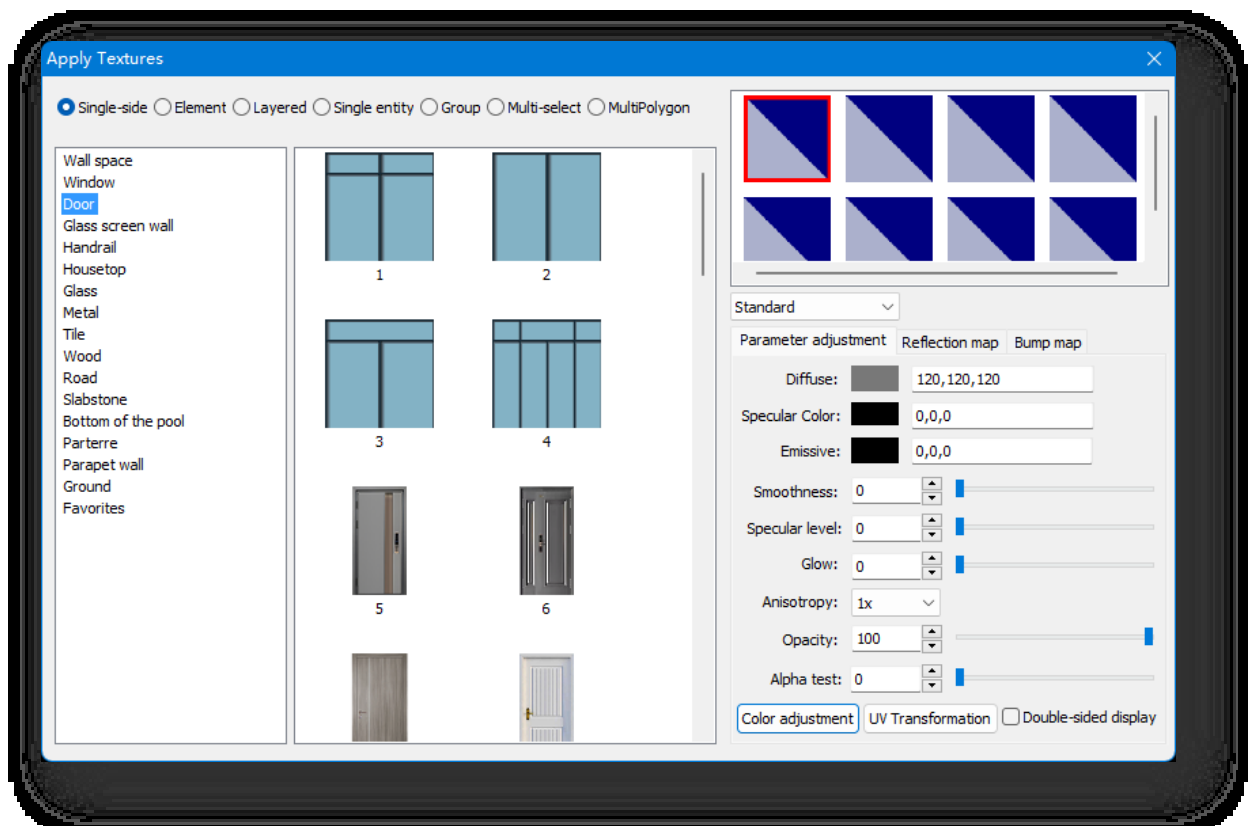 Apply Textures
Single-side Element Layered Single entity Group Multi-select MultiPolygon
Wall space
Window
Door
Glass screen wall
Handrail
Housetop
Glass
Metal
Tile
Wood
Road
Slabstone
Bottom of the pool
Parterre
Parapet wall
Ground
Favorites
1 2
3 4
5 6
Standard
Parameter adjustment Reflection map Bump map
Diffuse: 120,120,120
Specular Color: 0,0,0
Emissive: 0,0,0
Smoothness: 0
Specular level: 0
Glow: 0
Anisotropy: 1x
Opacity: 100
Alpha test: 0
Color adjustment UV Transformation Double-sided display